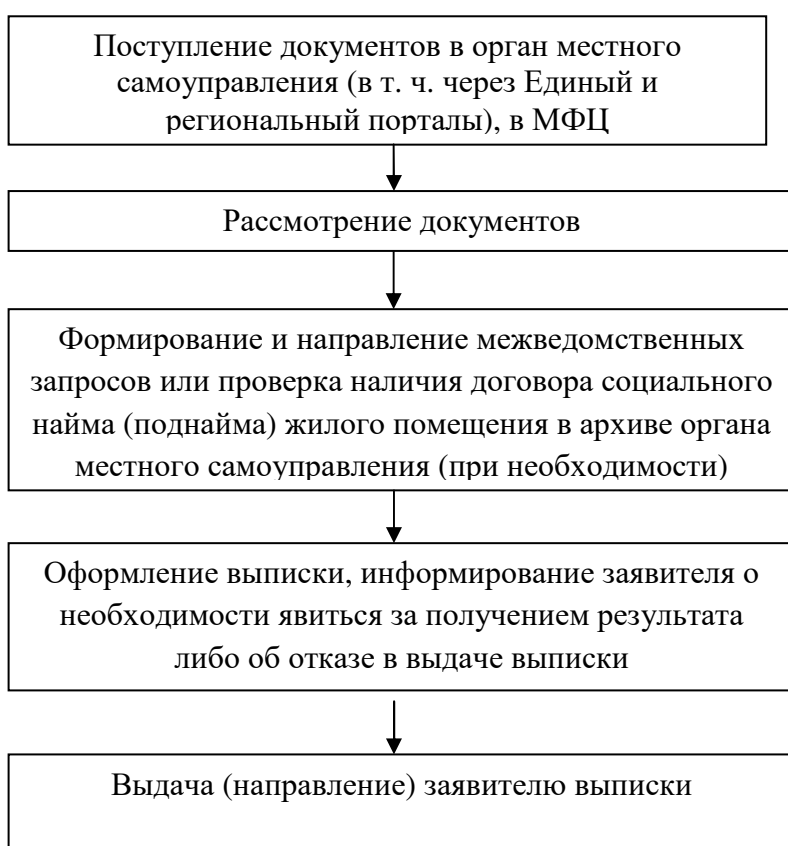 Поступление документов в орган местного
самоуправления (в т. ч. через Единый и
региональный порталы), в МФЦ
Рассмотрение документов
Формирование и направление межведомственных
запросов или проверка наличия договора социального
найма (поднайма) жилого помещения в архиве органа
местного самоуправления (при необходимости)
Оформление выписки, информирование заявителя о
необходимости явиться за получением результата
либо об отказе в выдаче выписки
Выдача (направление) заявителю выписки